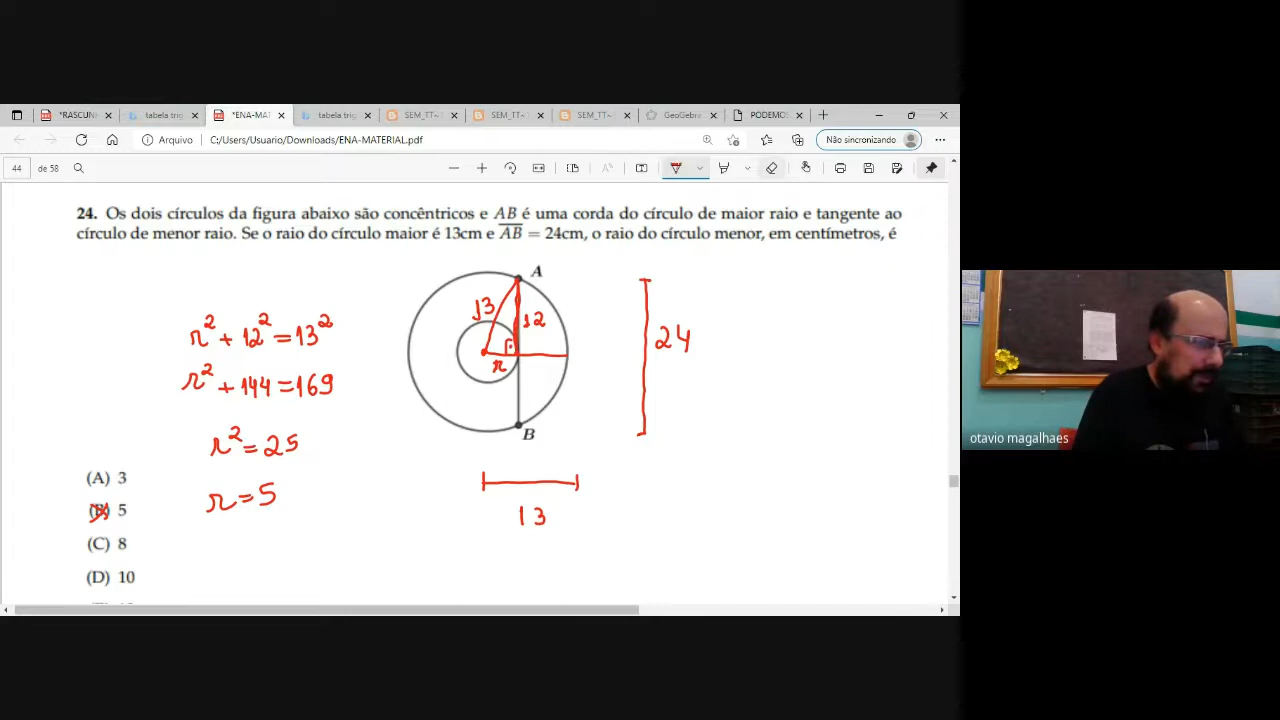 *RASCUN
tabela trig
*ENA-MAT
tabela trig
SEM_TT~
SEM_TT~
SEM_TT~
GeoGebra
PODEMOS
Arquivo
C:/Users/Usuario/Downloads/ENA-MATERIAL.pdf
Não sincronizando
44 de 58
24. Os dois círculos da figura abaixo são concêntricos e AB é uma corda do círculo de maior raio e tangente ao
círculo de menor raio. Se o raio do círculo maior é 13cm e AB = 24cm, o raio do círculo menor, em centímetros, é
A
13
12
r
B
24
13
r² + 12² = 13²
r² + 144 = 169
r² = 25
r = 5
(A) 3
(B) 5
(C) 8
(D) 10
otavio magalhaes